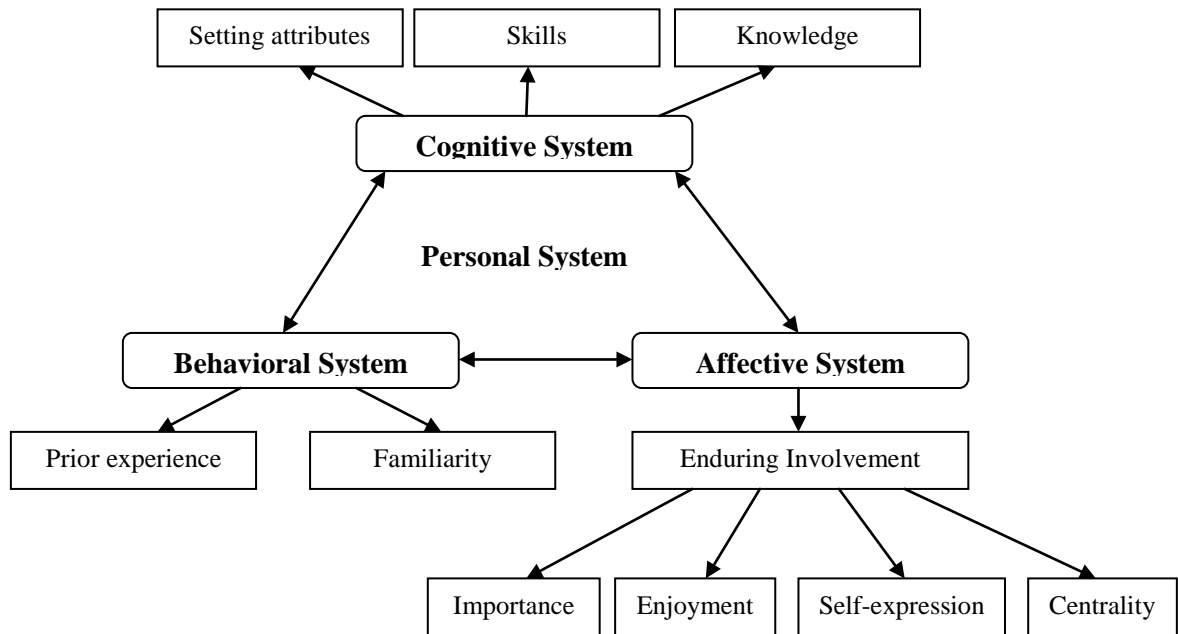 Setting attributes
Skills
Knowledge
Cognitive System
Personal System
Behavioral System
Affective System
Prior experience
Familiarity
Enduring Involvement
Importance
Enjoyment
Self-expression
Centrality